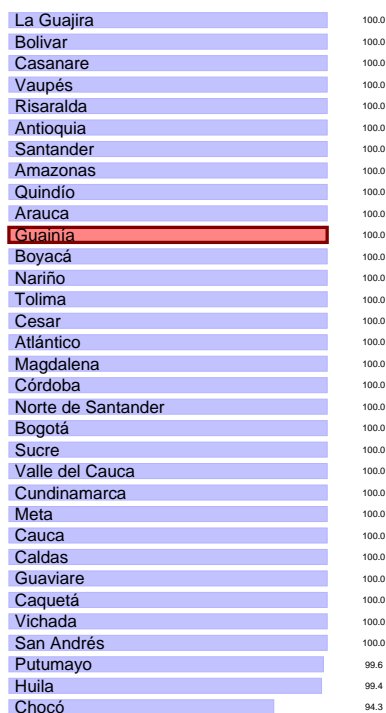 La Guajira 100.0
Bolivar 100.0
Casanare 100.0
Vaupés 100.0
Risaralda 100.0
Antioquia 100.0
Santander 100.0
Amazonas 100.0
Quindío 100.0
Arauca 100.0
Guainía 100.0
Boyacá 100.0
Nariño 100.0
Tolima 100.0
Cesar 100.0
Atlántico 100.0
Magdalena 100.0
Córdoba 100.0
Norte de Santander 100.0
Bogotá 100.0
Sucre 100.0
Valle del Cauca 100.0
Cundinamarca 100.0
Meta 100.0
Cauca 100.0
Caldas 100.0
Guaviare 100.0
Caquetá 100.0
Vichada 100.0
San Andrés 100.0
Putumayo 99.6
Huila 99.4
Chocó 94.3